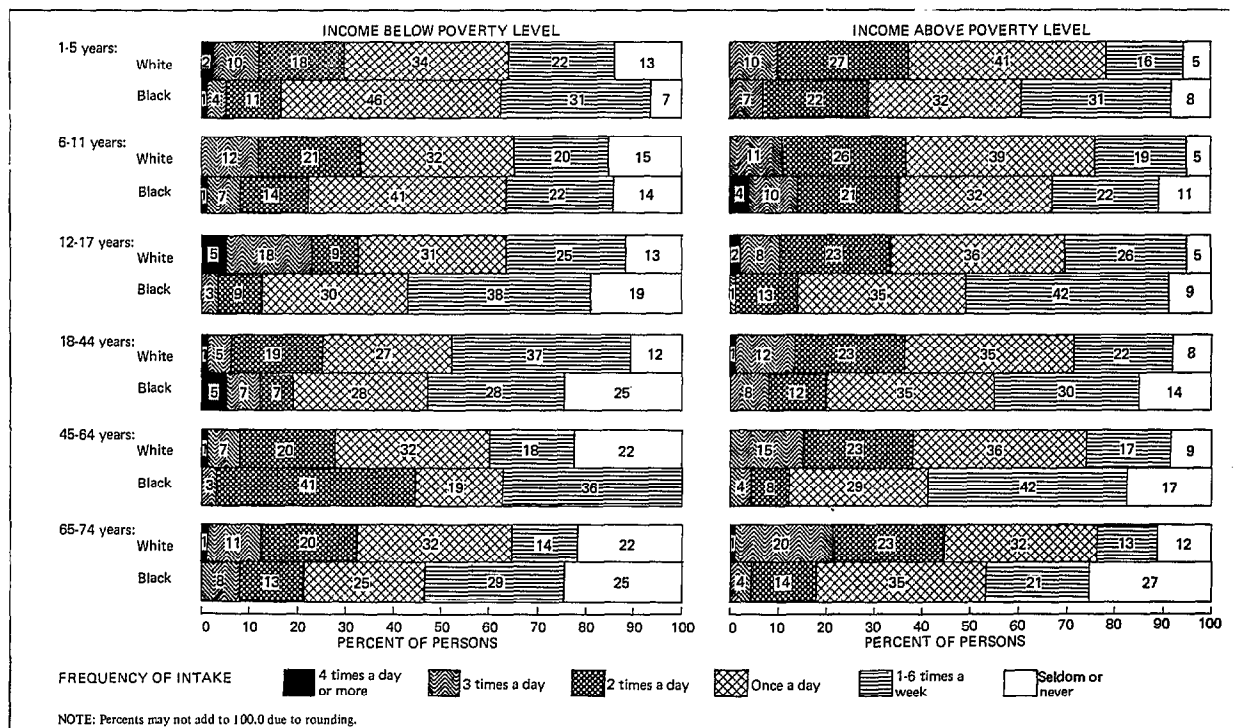 INCOME BELOW POVERTY LEVEL INCOME ABOVE POVERTY LEVEL
1-5 years:
White 2 10 18 34 22 13 10 27 41 16 5
Black 1 4 11 46 31 7 7 22 32 31 8
6-11 years:
White 12 21 32 20 15 11 26 39 19 5
Black 1 7 14 41 22 14 4 10 21 32 22 11
12-17 years:
White 5 18 9 31 25 13 2 8 23 36 26 5
Black 3 9 30 38 19 1 13 35 42 9
18-44 years:
White 1 5 19 27 37 12 1 12 23 35 22 8
Black 5 7 7 28 28 25 8 12 35 30 14
45-64 years:
White 1 7 20 32 18 22 15 23 36 17 9
Black 3 41 19 36 4 8 29 42 17
65-74 years:
White 1 11 20 32 14 22 1 20 23 32 13 12
Black 8 13 25 29 25 4 14 35 21 27
0 10 20 30 40 50 60 70 80 90 100 0 10 20 30 40 50 60 70 80 90 100
PERCENT OF PERSONS PERCENT OF PERSONS
FREQUENCY OF INTAKE 4 times a day or more 3 times a day 2 times a day Once a day 1-6 times a week Seldom or never
NOTE: Percents may not add to 100.0 due to rounding.